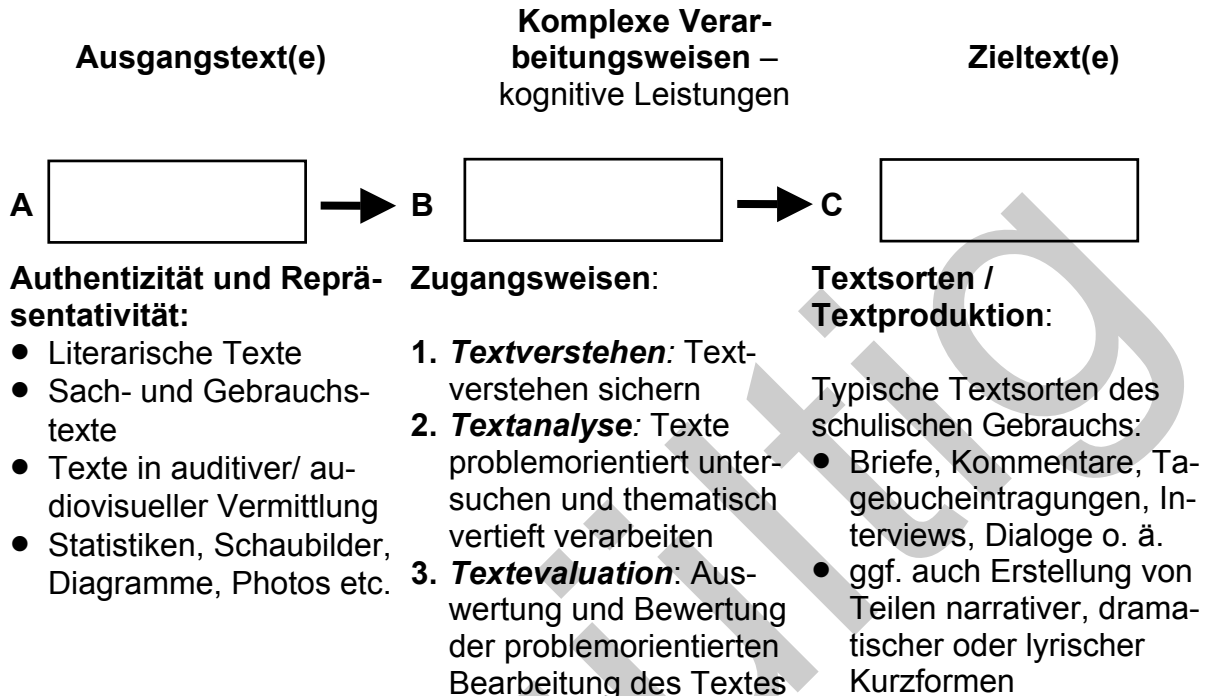 Ausgangstext(e)
Komplexe Verar-
beitungsweisen –
kognitive Leistungen
Zieltext(e)
A
B
C
Authentizität und Reprä-
sentativität:
● Literarische Texte
● Sach- und Gebrauchs-
texte
● Texte in auditiver/ au-
diovisueller Vermittlung
● Statistiken, Schaubilder,
Diagramme, Photos etc.
Zugangsweisen:
1. Textverstehen: Text-
verstehen sichern
2. Textanalyse: Texte
problemorientiert unter-
suchen und thematisch
vertieft verarbeiten
3. Textevaluation: Aus-
wertung und Bewertung
der problemorientierten
Bearbeitung des Textes
Textsorten /
Textproduktion:
Typische Textsorten des
schulischen Gebrauchs:
● Briefe, Kommentare, Ta-
gebucheintragungen, In-
terviews, Dialoge o. ä.
● ggf. auch Erstellung von
Teilen narrativer, drama-
tischer oder lyrischer
Kurzformen
ültig